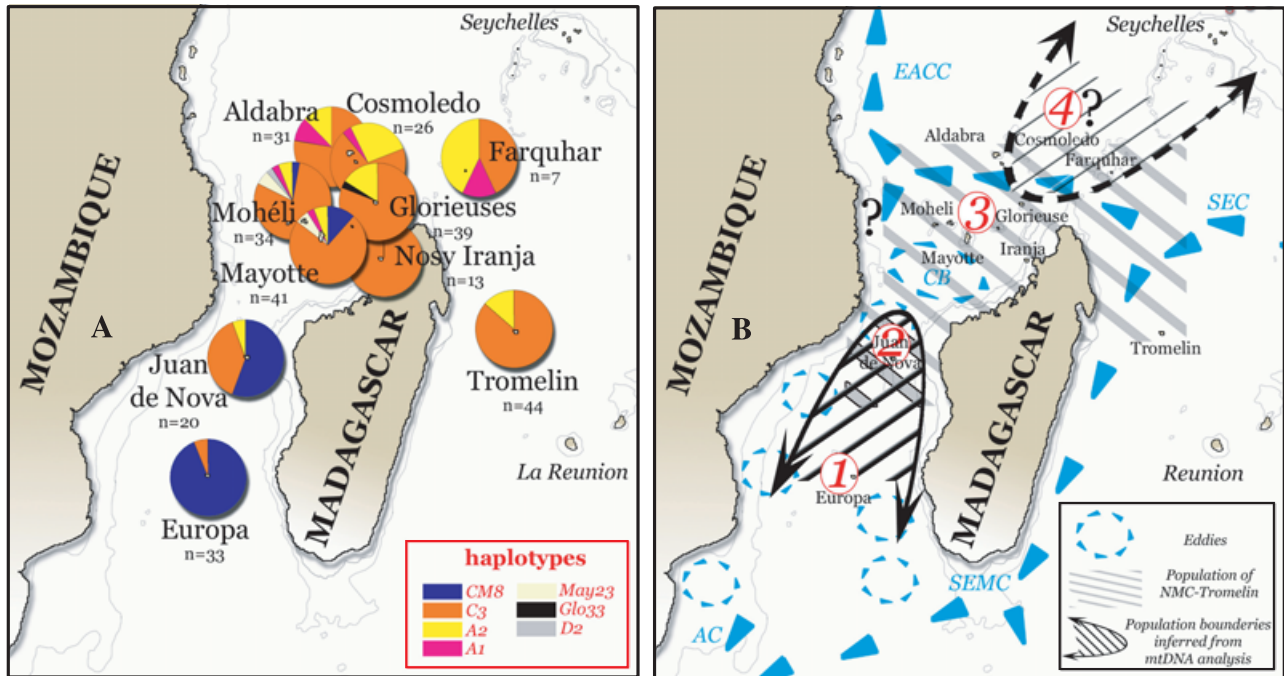 Seychelles
Aldabra
n=31
Cosmoledo
n=26
Farquhar
n=7
Mohéli
n=34
Glorieuses
n=39
Mayotte
n=41
Nosy Iranja
n=13
MOZAMBIQUE
A
Juan
de Nova
n=20
Tromelin
n=44
Europa
n=33
MADAGASCAR
La Reunion
haplotypes
CM8
C3
A2
A1
May23
Glo33
D2
Seychelles
EACC
4
?
Aldabra
Cosmoledo
Farquhar
SEC
?
Moheli
3
Glorieuse
Mayotte
Iranja
CB
MOZAMBIQUE
B
2
Juan
de Nova
Tromelin
1
Europa
MADAGASCAR
Reunion
SEMC
AC
Eddies
Population of
NMC-Tromelin
Population bounderies
inferred from
mtDNA analysis